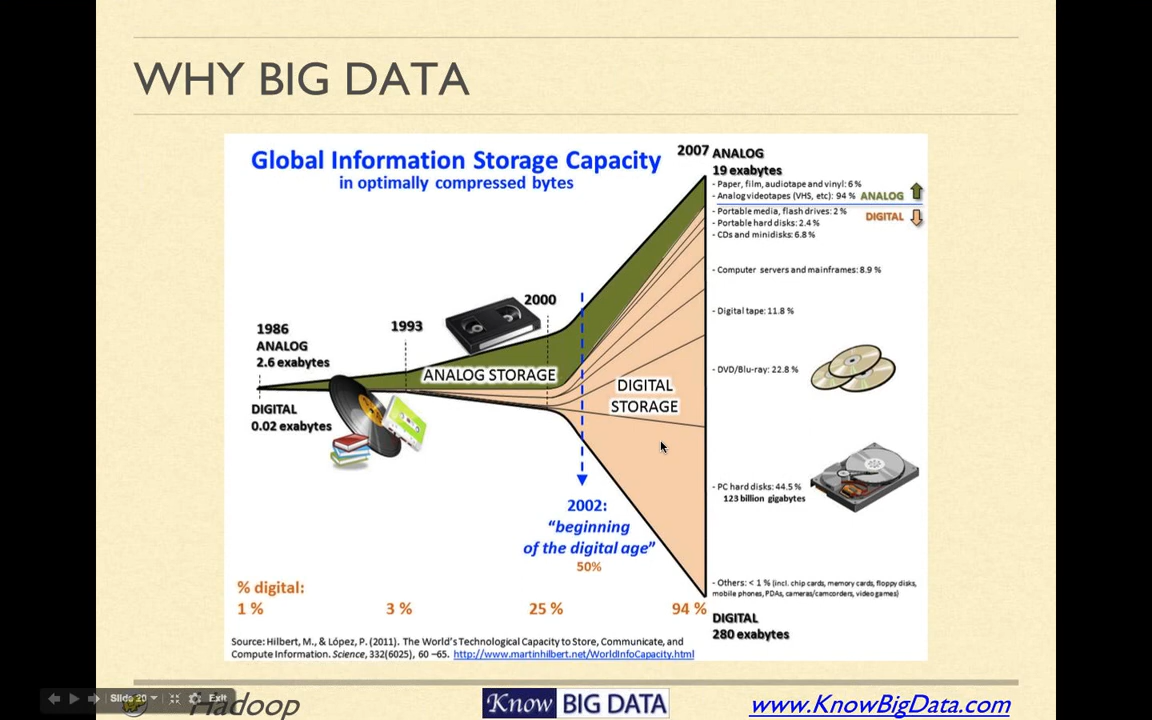 WHY BIG DATA
Global Information Storage Capacity
in optimally compressed bytes
2007 ANALOG
19 exabytes
- Paper, film, audiotape and vinyl: 6 %
- Analog videotapes (VHS, etc): 94 % ANALOG
- Portable media, flash drives: 2 % DIGITAL
- Portable hard disks: 2.4 %
- CDs and minidisks: 6.8 %
- Computer servers and mainframes: 8.9 %
- Digital tape: 11.8 %
- DVD/Blu-ray: 22.8 %
- PC hard disks: 44.5 %
123 billion gigabytes
- Others: < 1 % (incl. chip cards, memory cards, floppy disks,
mobile phones, PDAs, cameras/camcorders, video games)
DIGITAL
280 exabytes
1986
ANALOG
2.6 exabytes
DIGITAL
0.02 exabytes
1993
2000
ANALOG STORAGE
DIGITAL
STORAGE
2002:
"beginning
of the digital age"
50%
% digital:
1 % 3 % 25 % 94 %
Source: Hilbert, M., & López, P. (2011). The World's Technological Capacity to Store, Communicate, and
Compute Information. Science, 332(6025), 60 –65. http://www.martinhilbert.net/WorldInfoCapacity.html
Slide 20 Exit
Hadoop
Know BIG DATA
www.KnowBigData.com